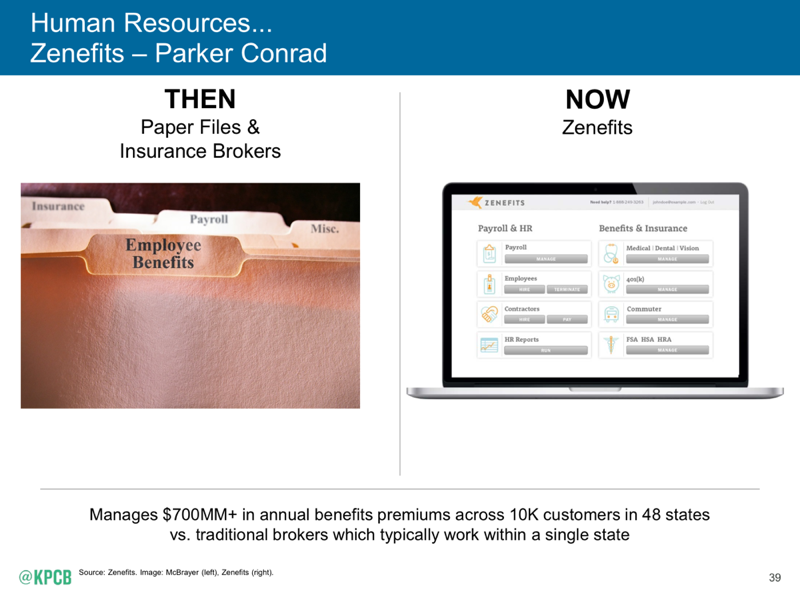 Human Resources...
Zenefits – Parker Conrad
THEN
Paper Files &
Insurance Brokers
NOW
Zenefits
Insurance
Payroll
Misc.
Employee
Benefits
ZENEFITS
Need help?
Log Out
Payroll & HR
Benefits & Insurance
Payroll
MANAGE
Medical | Dental | Vision
MANAGE
Employees
HIRE TERMINATE
401(k)
MANAGE
Contractors
HIRE PAY
Commuter
MANAGE
HR Reports
RUN
FSA HSA HRA
MANAGE
Manages $700MM+ in annual benefits premiums across 10K customers in 48 states
vs. traditional brokers which typically work within a single state
@KPCB
Source: Zenefits. Image: McBrayer (left), Zenefits (right).
39